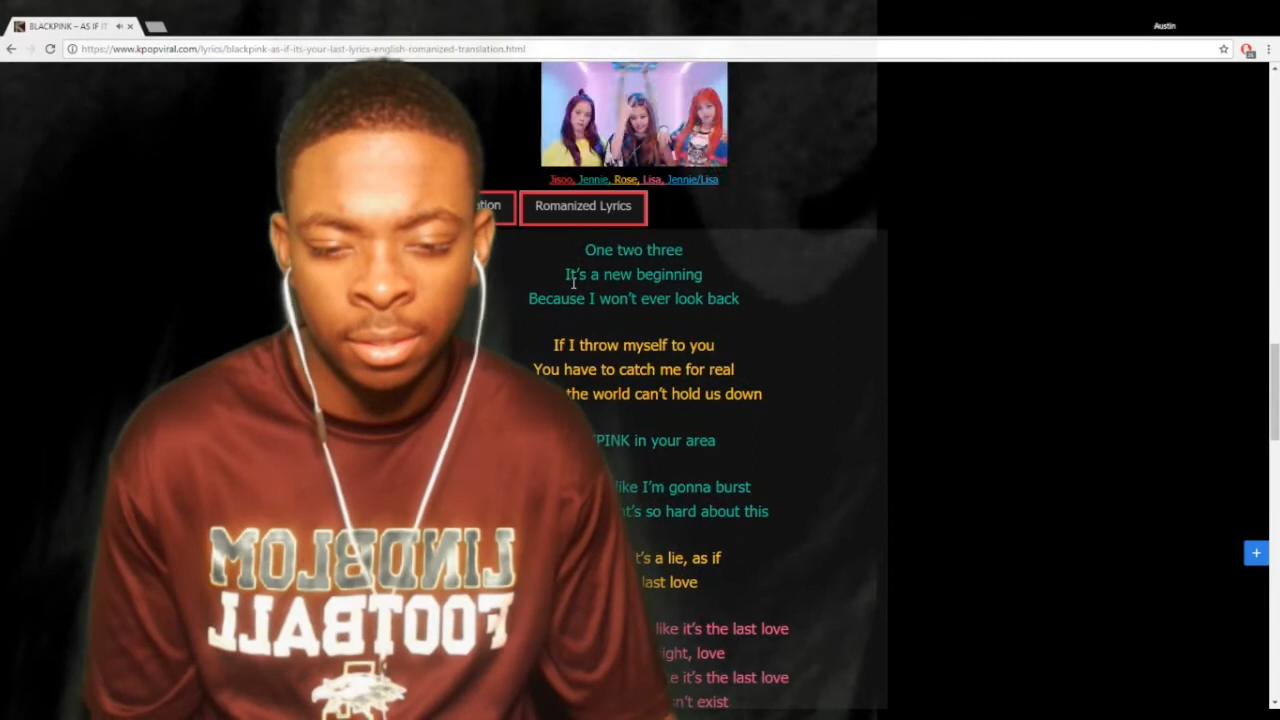 BLACKPINK – AS IF IT
Austin
https://www.kpopviral.com/lyrics/blackpink-as-if-its-your-last-lyrics-english-romanized-translation.html
Jisoo, Jennie, Rose, Lisa, Jennie/Lisa
Romanized Lyrics
One two three
It's a new beginning
Because I won't ever look back
If I throw myself to you
You have to catch me for real
the world can't hold us down
PINK in your area
like I'm gonna burst
so hard about this
a lie, as if
last love
like it's the last love
love
it's the last love
exist
LINDBLOM
FOOTBALL